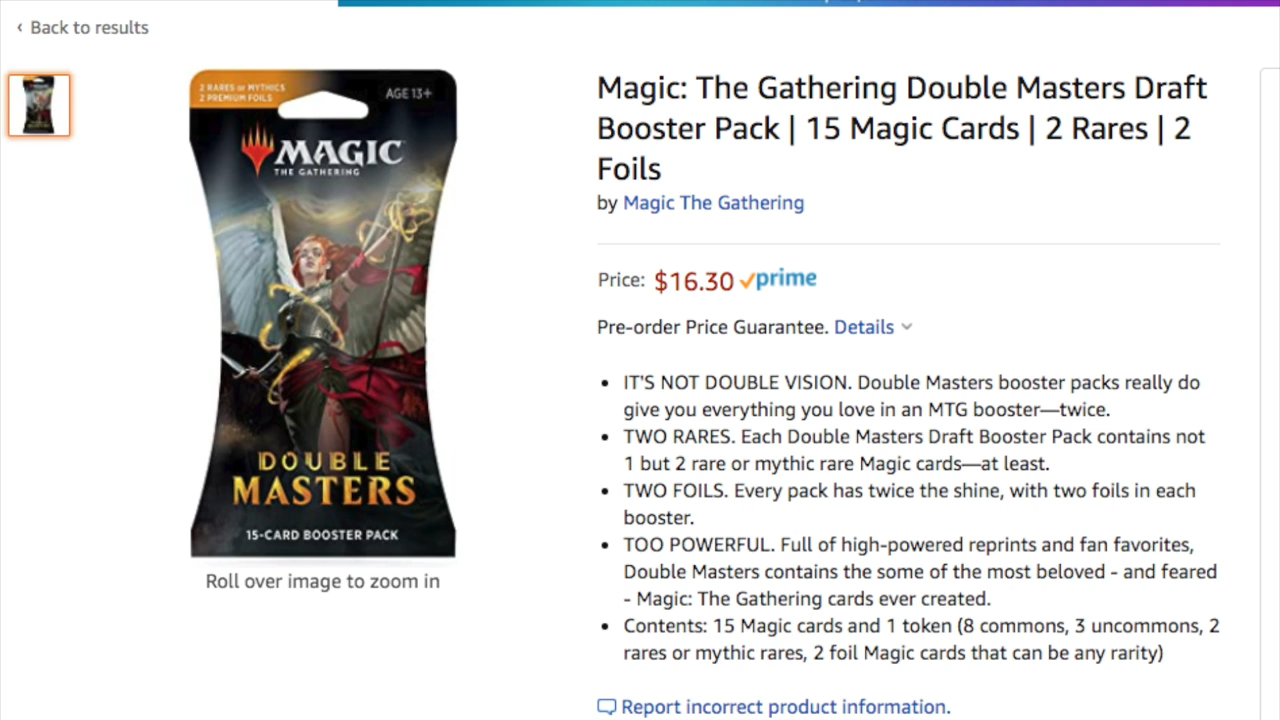 ‹ Back to results
2 RARES OR MYTHICS
2 PREMIUM FOILS
AGE 13+
MAGIC
THE GATHERING
DOUBLE
MASTERS
15-CARD BOOSTER PACK
Roll over image to zoom in
Magic: The Gathering Double Masters Draft
Booster Pack | 15 Magic Cards | 2 Rares | 2
Foils
by Magic The Gathering
Price: $16.30 prime
Pre-order Price Guarantee. Details
• IT'S NOT DOUBLE VISION. Double Masters booster packs really do
give you everything you love in an MTG booster—twice.
• TWO RARES. Each Double Masters Draft Booster Pack contains not
1 but 2 rare or mythic rare Magic cards—at least.
• TWO FOILS. Every pack has twice the shine, with two foils in each
booster.
• TOO POWERFUL. Full of high-powered reprints and fan favorites,
Double Masters contains the some of the most beloved - and feared
- Magic: The Gathering cards ever created.
• Contents: 15 Magic cards and 1 token (8 commons, 3 uncommons, 2
rares or mythic rares, 2 foil Magic cards that can be any rarity)
Report incorrect product information.